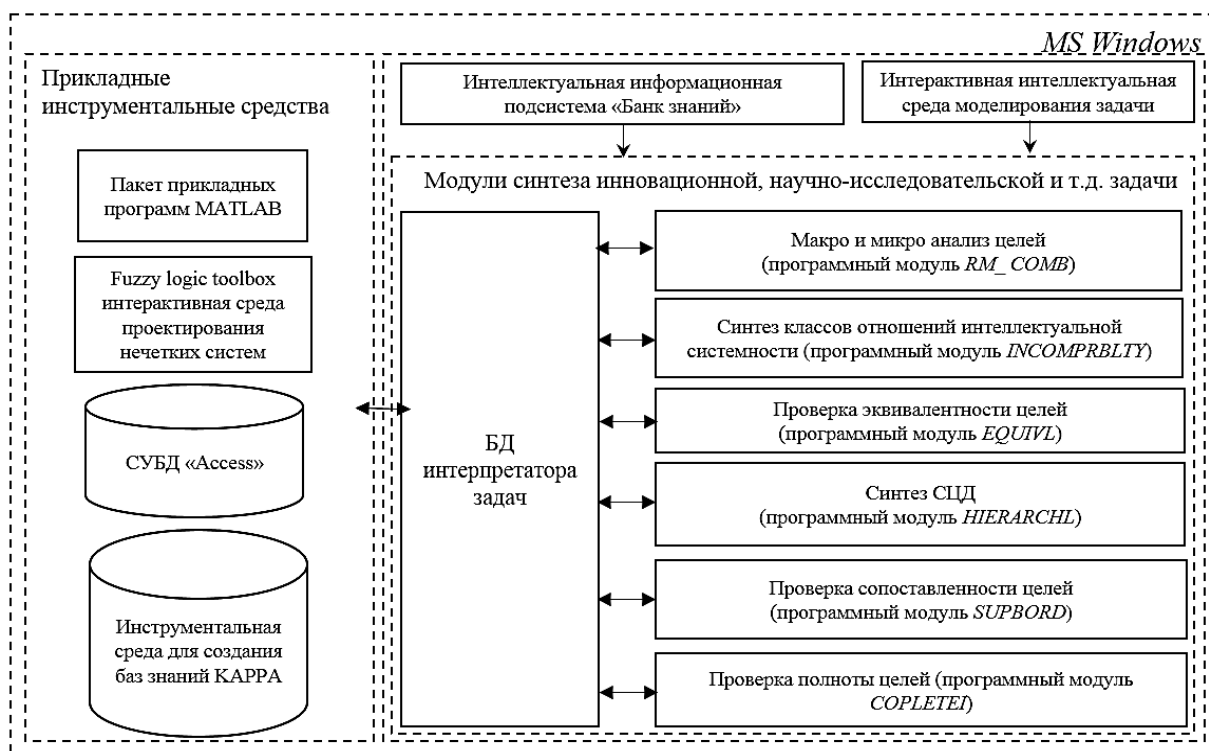 MS Windows
Прикладные
инструментальные средства
Пакет прикладных
программ MATLAB
Fuzzy logic toolbox
интерактивная среда
проектирования
нечетких систем
СУБД «Access»
Инструментальная
среда для создания
баз знаний KAPPA
Интеллектуальная информационная
подсистема «Банк знаний»
Интерактивная интеллектуальная
среда моделирования задачи
Модули синтеза инновационной, научно-исследовательской и т.д. задачи
БД
интерпретатора
задач
Макро и микро анализ целей
(программный модуль RM_ COMB)
Синтез классов отношений интеллектуальной
системности (программный модуль INCOMPRBLTY)
Проверка эквивалентности целей
(программный модуль EQUIVL)
Синтез СЦД
(программный модуль HIERARCHL)
Проверка сопоставленности целей
(программный модуль SUPBORD)
Проверка полноты целей (программный модуль
COPLETEI)